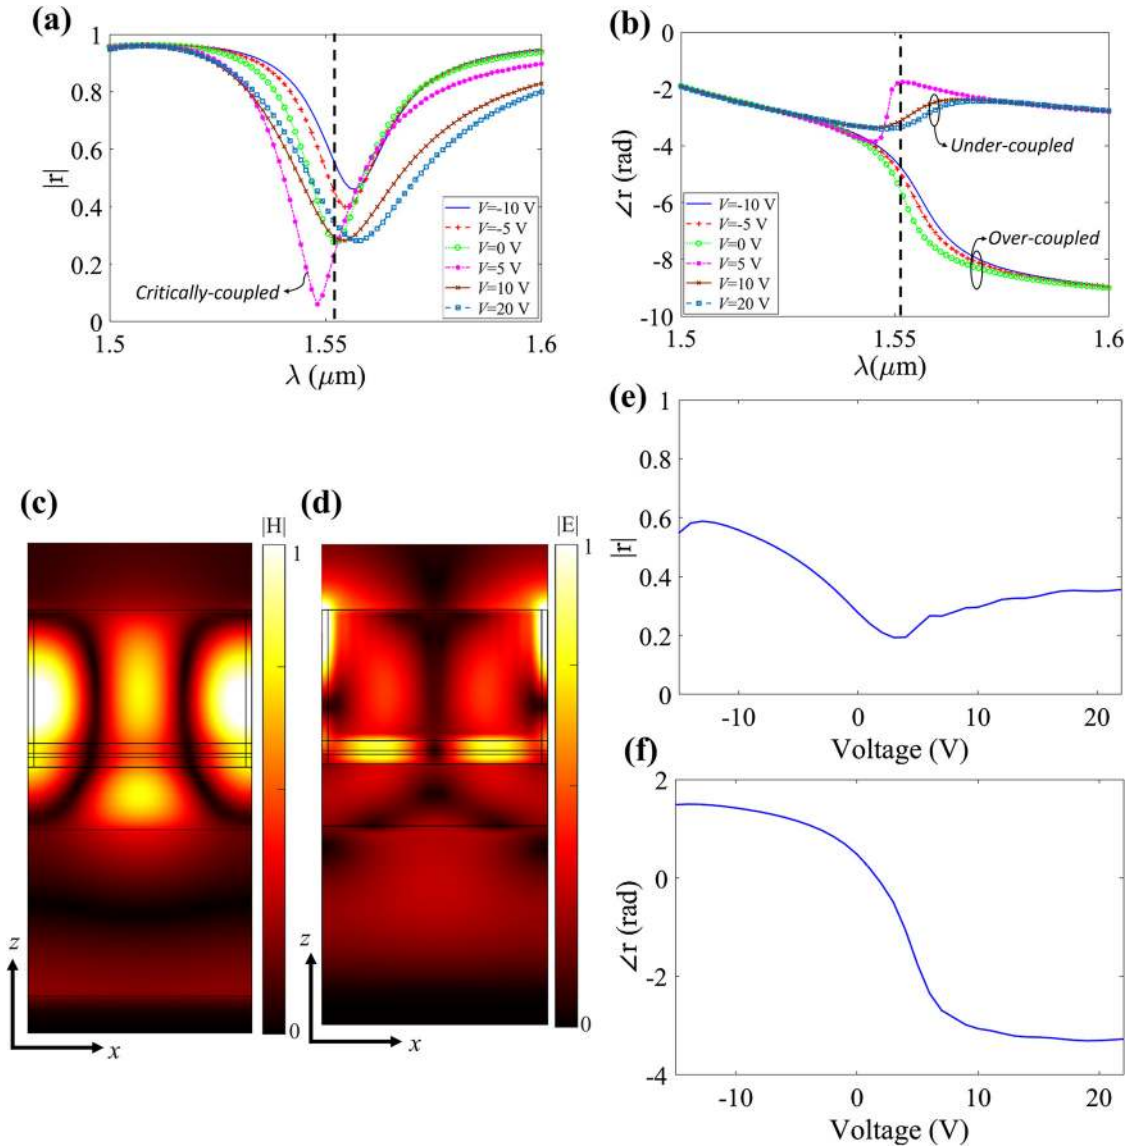 (a)
1
0.8
0.6
|r|
0.4
0.2
0
1.5
1.55
1.6
λ (μm)
Critically-coupled
V=-10 V
V=-5 V
V=0 V
V=5 V
V=10 V
V=20 V
(b)
0
-2
-4
∠r (rad)
-6
-8
-10
1.5
1.55
1.6
λ(μm)
Under-coupled
Over-coupled
V=-10 V
V=-5 V
V=0 V
V=5 V
V=10 V
V=20 V
(c)
|H|
1
0
z
x
(d)
|E|
1
0
z
x
(e)
1
0.8
0.6
|r|
0.4
0.2
0
-10
0
10
20
Voltage (V)
(f)
2
0
∠r (rad)
-2
-4
-10
0
10
20
Voltage (V)